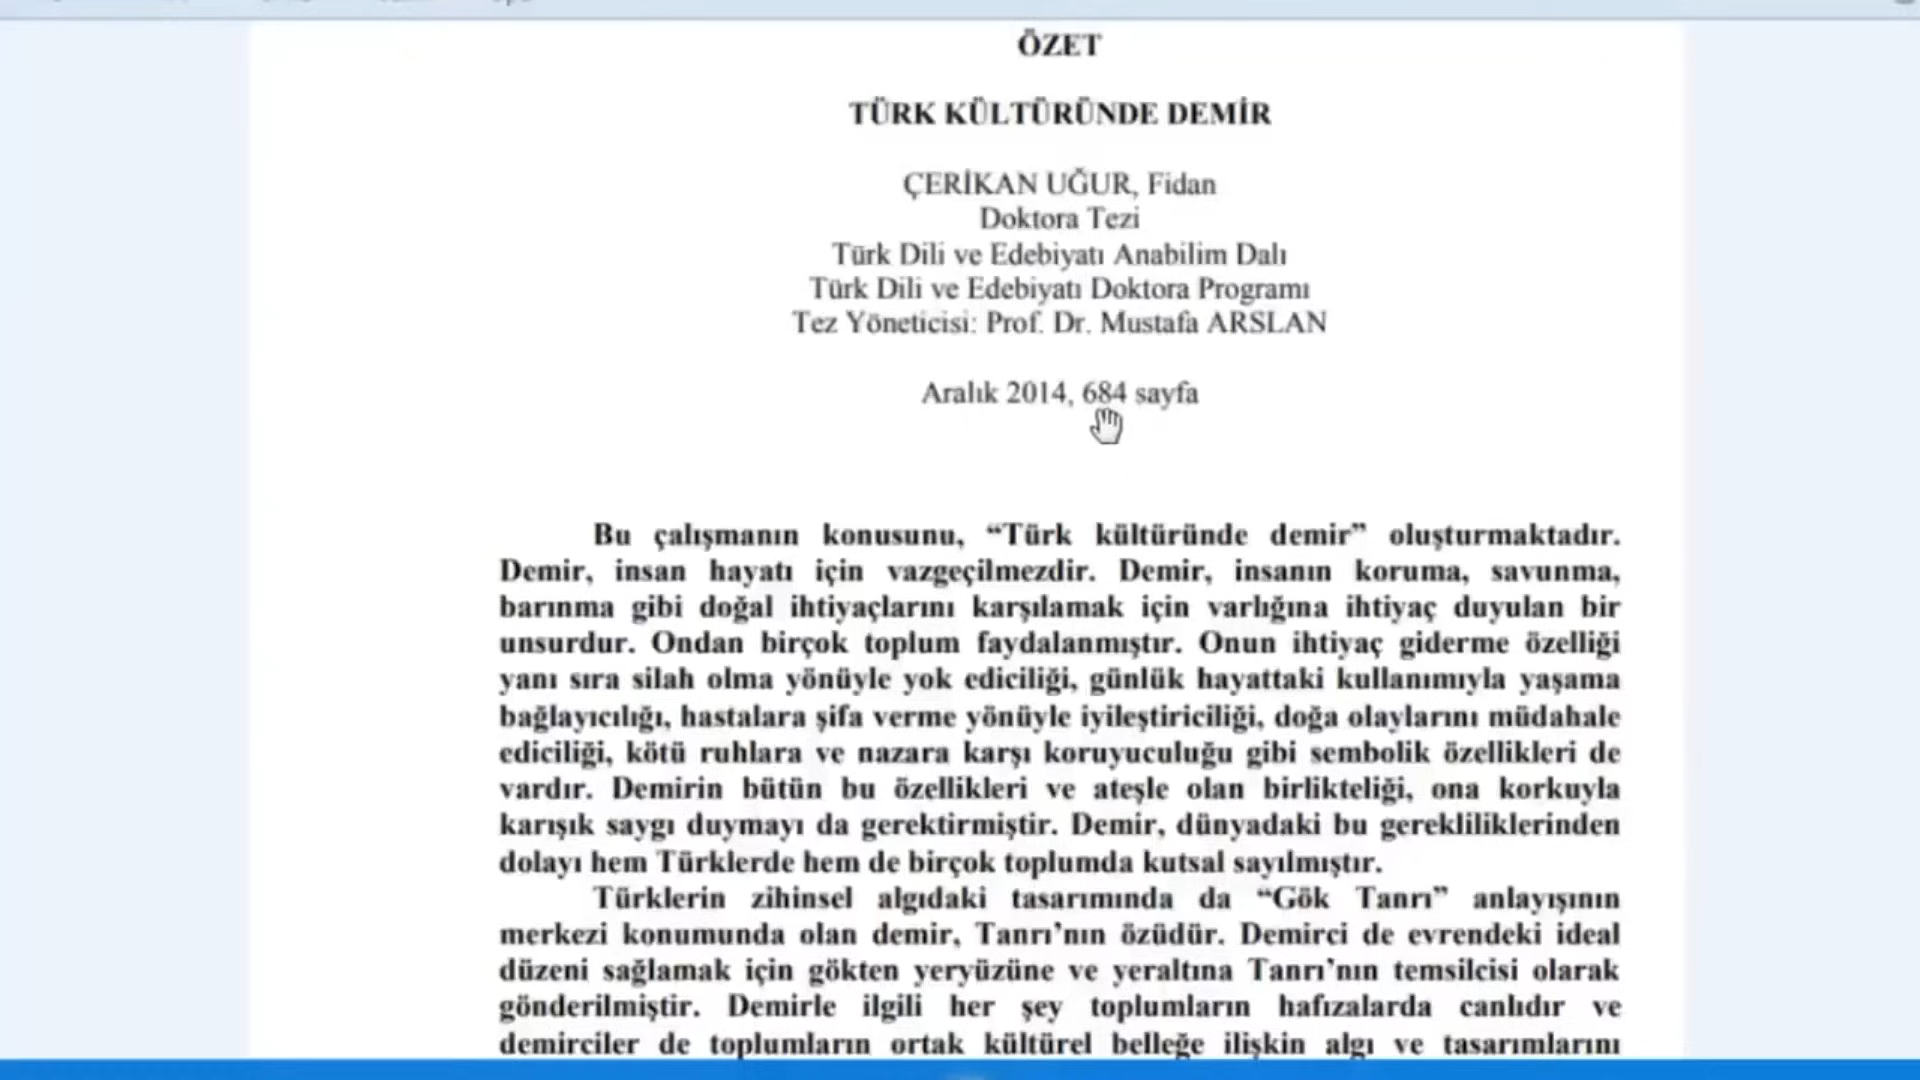 ÖZET
TÜRK KÜLTÜRÜNDE DEMİR
ÇERİKAN UĞUR, Fidan
Doktora Tezi
Türk Dili ve Edebiyatı Anabilim Dalı
Türk Dili ve Edebiyatı Doktora Programı
Tez Yöneticisi: Prof. Dr. Mustafa ARSLAN
Aralık 2014, 684 sayfa
Bu çalışmanın konusunu, “Türk kültüründe demir” oluşturmaktadır.
Demir, insan hayatı için vazgeçilmezdir. Demir, insanın koruma, savunma,
barınma gibi doğal ihtiyaçlarını karşılamak için varlığına ihtiyaç duyulan bir
unsurdur. Ondan birçok toplum faydalanmıştır. Onun ihtiyaç giderme özelliği
yanı sıra silah olma yönüyle yok ediciliği, günlük hayattaki kullanımıyla yaşama
bağlayıcılığı, hastalara şifa verme yönüyle iyileştiriciliği, doğa olaylarını müdahale
ediciliği, kötü ruhlara ve nazara karşı koruyuculuğu gibi sembolik özellikleri de
vardır. Demirin bütün bu özellikleri ve ateşle olan birlikteliği, ona korkuyla
karışık saygı duymayı da gerektirmiştir. Demir, dünyadaki bu gerekliliklerinden
dolayı hem Türklerde hem de birçok toplumda kutsal sayılmıştır.
Türklerin zihinsel algıdaki tasarımında da “Gök Tanrı” anlayışının
merkezi konumunda olan demir, Tanrı’nın özüdür. Demirci de evrendeki ideal
düzeni sağlamak için gökten yeryüzüne ve yeraltına Tanrı’nın temsilcisi olarak
gönderilmiştir. Demirle ilgili her şey toplumların hafızalarda canlıdır ve
demirciler de toplumların ortak kültürel belleğe ilişkin algı ve tasarımlarını